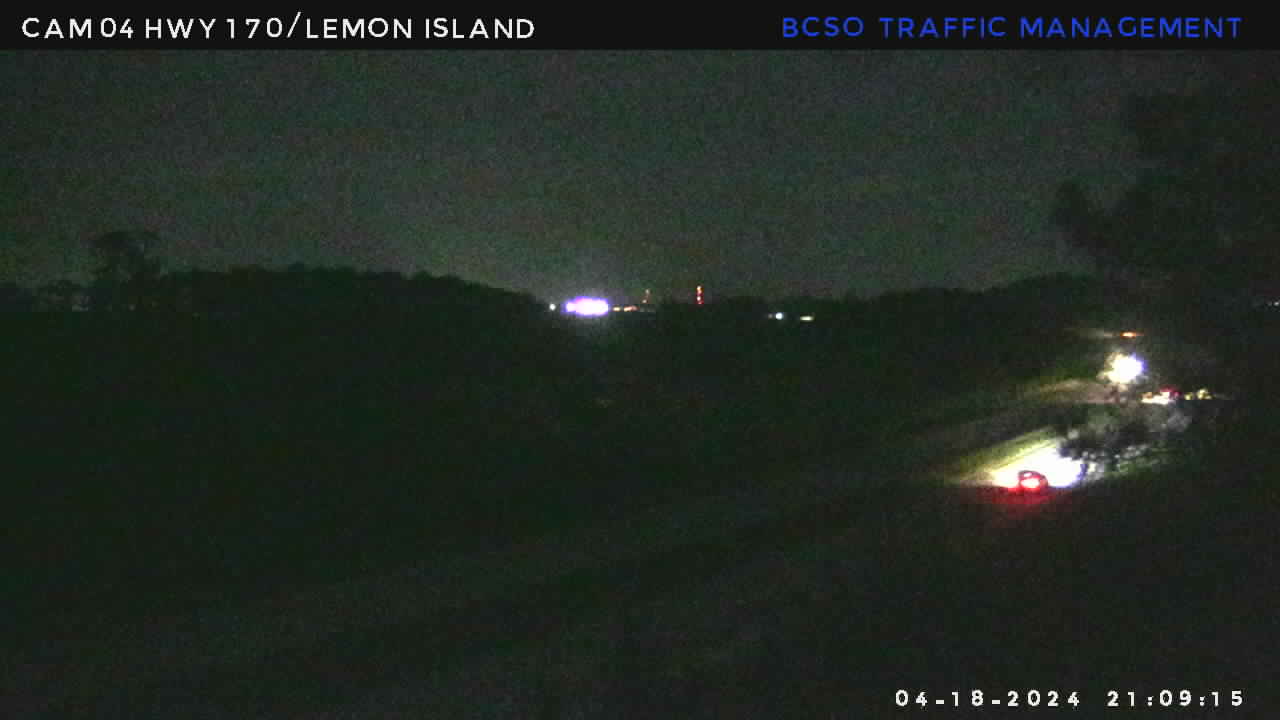 CAM04 HWY 170/LEMON ISLAND
BCSO TRAFFIC MANAGEMENT
04-18-2024 21:09:15